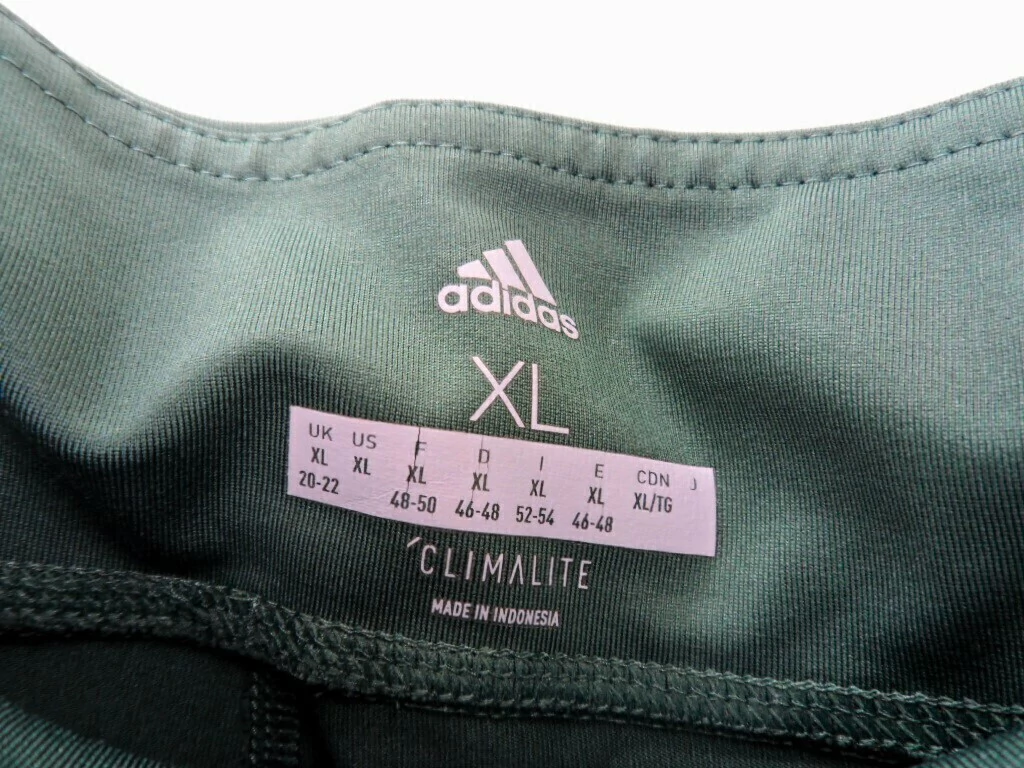 adidas
XL
UK US F D I E CDN J
XL XL XL XL XL XL XL/TG
20-22 48-50 46-48 52-54 46-48
CLIMALITE
MADE IN INDONESIA